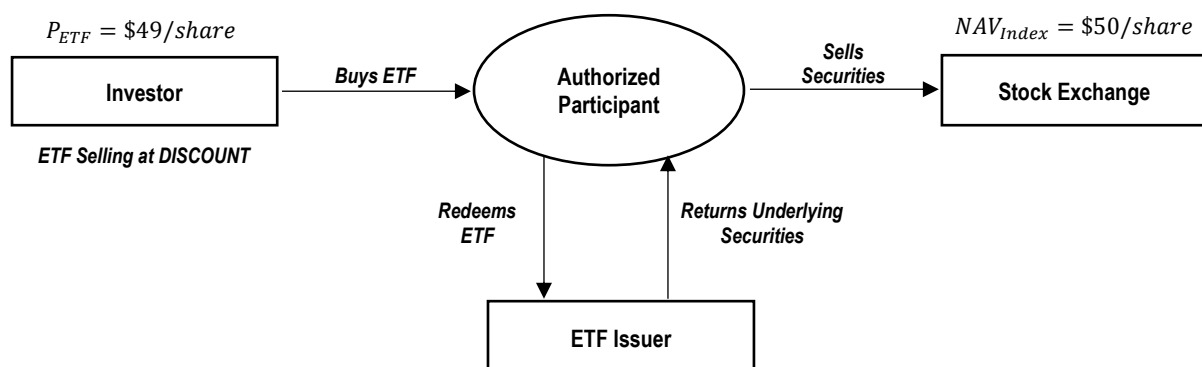 P_ETF = $49/share
NAV_Index = $50/share
Investor
Buys ETF
Authorized
Participant
Sells
Securities
Stock Exchange
ETF Selling at DISCOUNT
Redeems
ETF
Returns Underlying
Securities
ETF Issuer